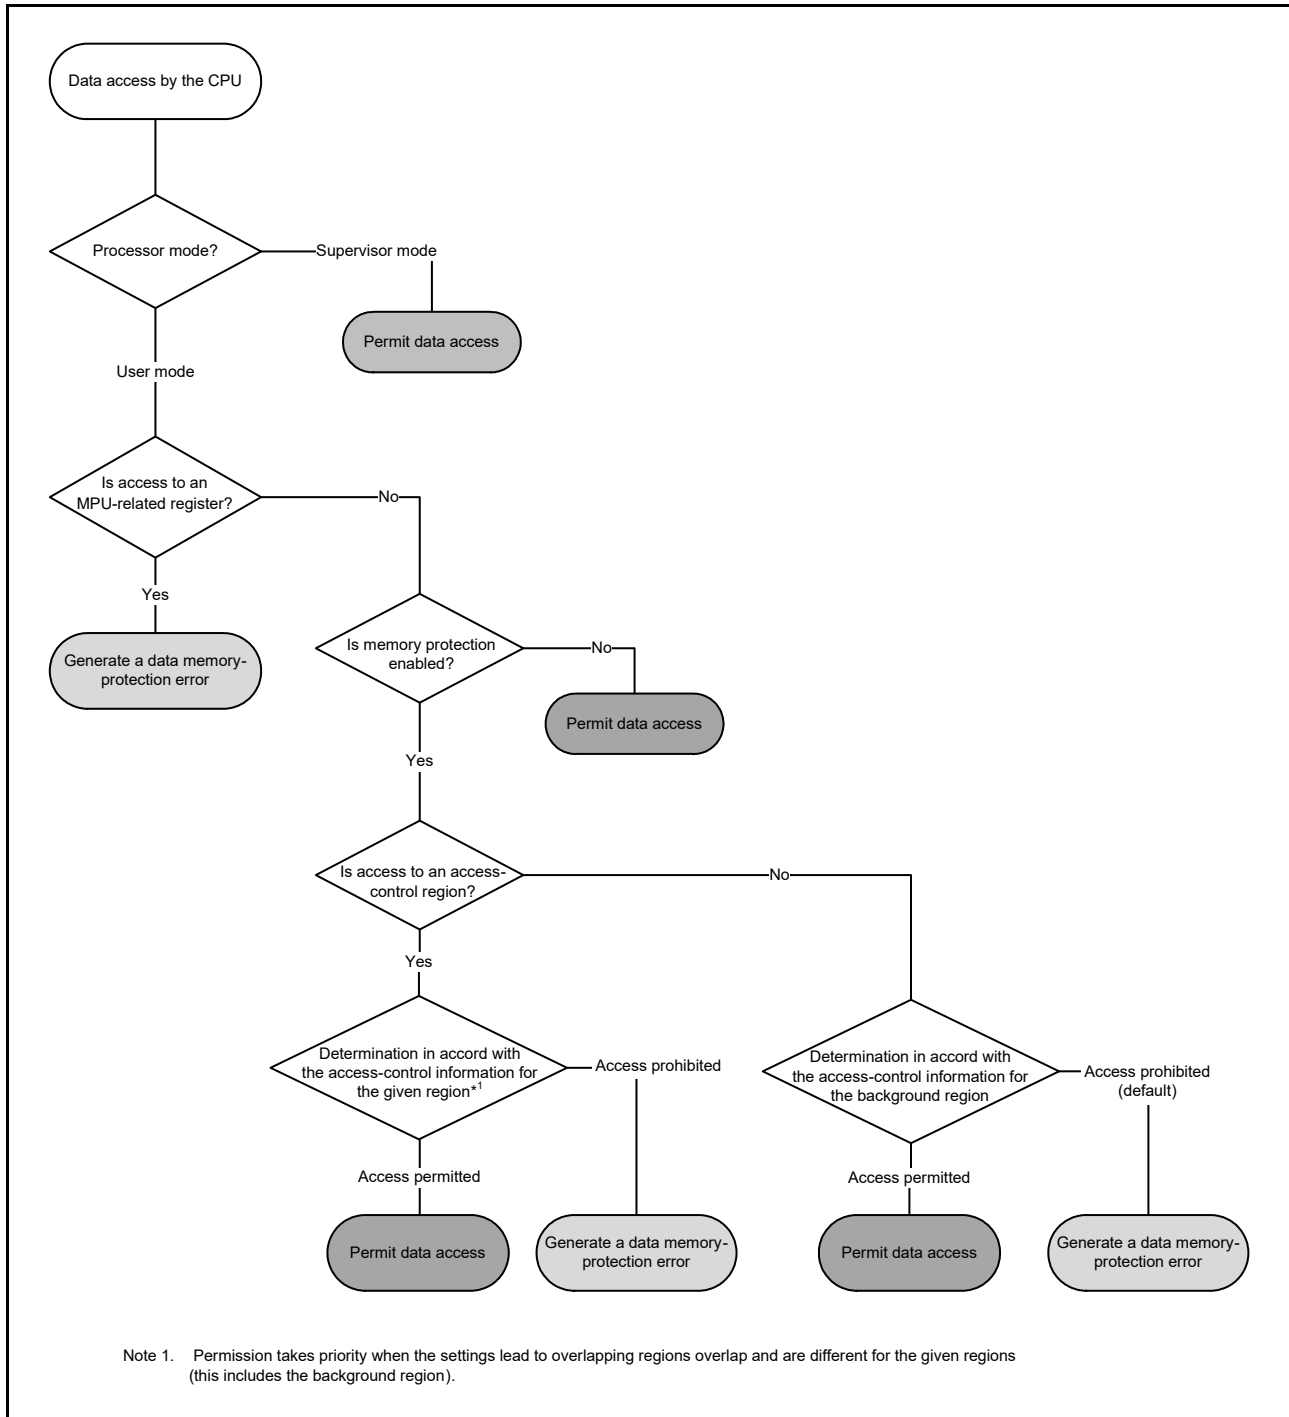 Data access by the CPU
Processor mode?
Supervisor mode
Permit data access
User mode
Is access to an
MPU-related register?
No
Yes
Generate a data memory-
protection error
Is memory protection
enabled?
No
Permit data access
Yes
Is access to an access-
control region?
No
Yes
Determination in accord with
the access-control information for
the given region*1
Access prohibited
Determination in accord with
the access-control information for
the background region
Access prohibited
(default)
Access permitted
Access permitted
Permit data access
Generate a data memory-
protection error
Permit data access
Generate a data memory-
protection error
Note 1. Permission takes priority when the settings lead to overlapping regions overlap and are different for the given regions
(this includes the background region).